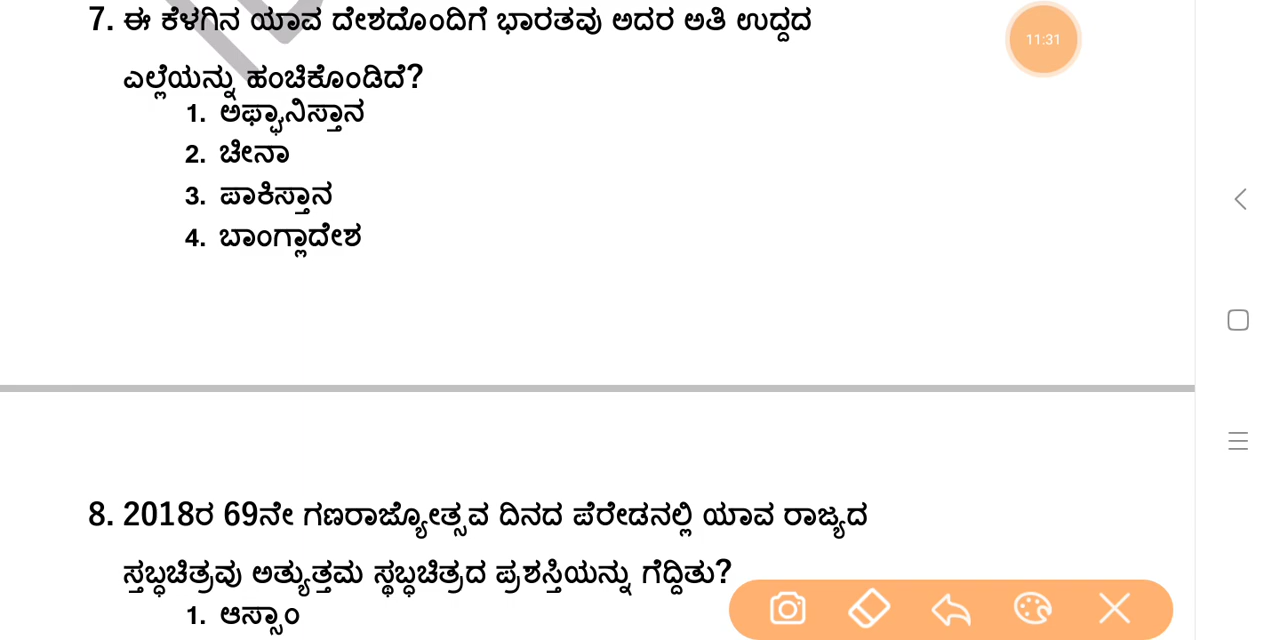 7. ಈ ಕೆಳಗಿನ ಯಾವ ದೇಶದೊಂದಿಗೆ ಭಾರತವು ಅದರ ಅತಿ ಉದ್ದದ
11:31
ಎಲ್ಲೆಯನ್ನು ಹಂಚಿಕೊಂಡಿದೆ?
1. ಅಫ್ಘಾನಿಸ್ತಾನ
2. ಚೀನಾ
3. ಪಾಕಿಸ್ತಾನ
4. ಬಾಂಗ್ಲಾದೇಶ
8. 2018ರ 69ನೇ ಗಣರಾಜ್ಯೋತ್ಸವ ದಿನದ ಪೆರೇಡನಲ್ಲಿ ಯಾವ ರಾಜ್ಯದ
ಸ್ತಬ್ಧಚಿತ್ರವು ಅತ್ಯುತ್ತಮ ಸ್ಥಬ್ಧಚಿತ್ರದ ಪ್ರಶಸ್ತಿಯನ್ನು ಗೆದ್ದಿತು?
1. ಆಸ್ಸಾಂ